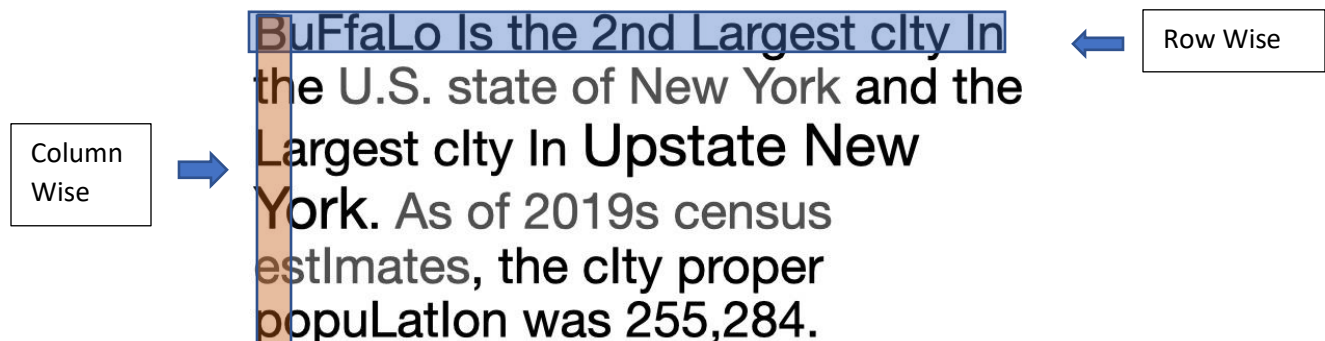 BuFfaLo Is the 2nd Largest cIty In
Row Wise
the U.S. state of New York and the
Largest cIty In Upstate New
Column
Wise
York. As of 2019s census
estImates, the cIty proper
popuLatIon was 255,284.